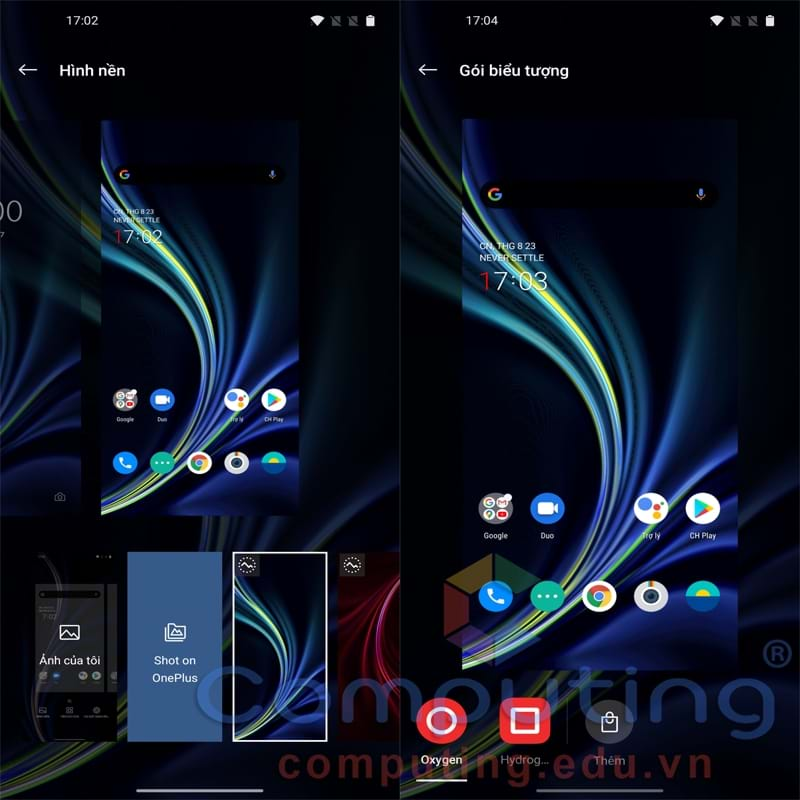 17:02
Hình nền
00
7
CN, THG 8 23
NEVER SETTLE
17:02
Google
Duo
Trợ lý
CH Play
Ảnh của tôi
Shot on
OnePlus
17:04
Gói biểu tượng
CN, THG 8 23
NEVER SETTLE
17:03
Google
Duo
Trợ lý
CH Play
Oxygen
Hydrog...
Thêm
Computing®
computing.edu.vn